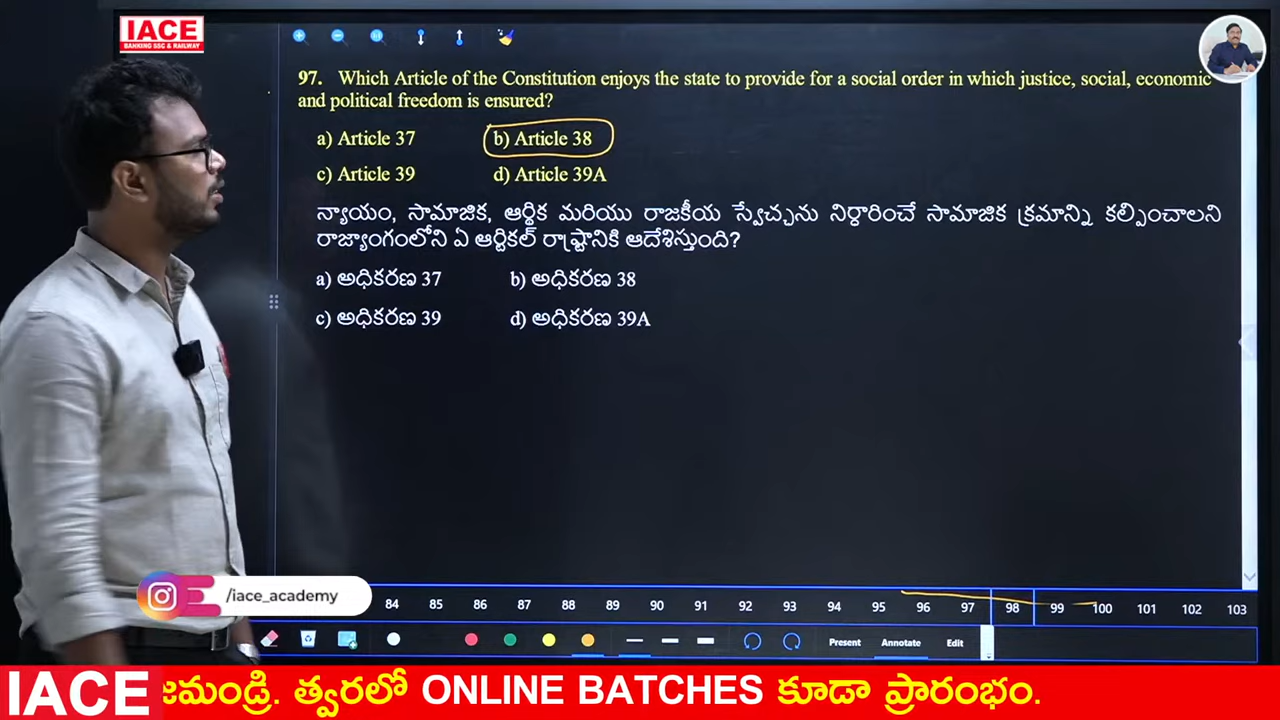 IACE
BANKING SSC & RAILWAY
97. Which Article of the Constitution enjoys the state to provide for a social order in which justice, social, economic
and political freedom is ensured?
a) Article 37 b) Article 38
c) Article 39 d) Article 39A
న్యాయం, సామాజిక, ఆర్థిక మరియు రాజకీయ స్వేచ్ఛను నిర్ధారించే సామాజిక క్రమాన్ని కల్పించాలని
రాజ్యాంగంలోని ఏ ఆర్టికల్ రాష్ట్రానికి ఆదేశిస్తుంది?
a) అధికరణ 37 b) అధికరణ 38
c) అధికరణ 39 d) అధికరణ 39A
/iace_academy
84 85 86 87 88 89 90 91 92 93 94 95 96 97 98 99 100 101 102 103
Present Annotate Edit
IACE జమండ్రి. త్వరలో ONLINE BATCHES కూడా ప్రారంభం.